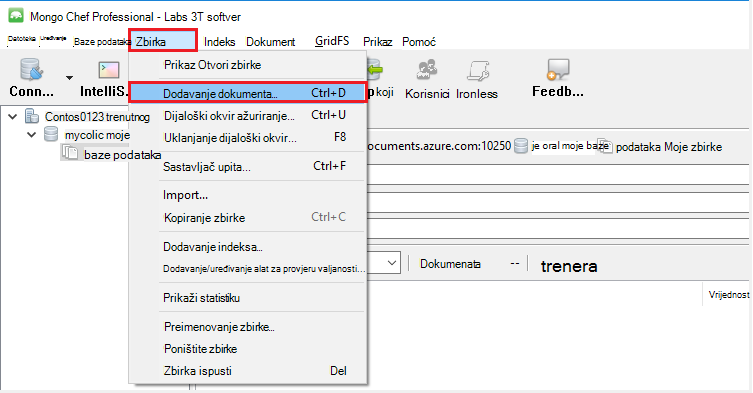 Mongo Chef Professional - Labs 3T softver
Datoteka Uređivanje Baze podataka Zbirka Indeks Dokument GridFS Prikaz Pomoć
Conn... IntelliS. pkoji Korisnici Ironless Feedb...
Prikaz Otvori zbirke
Dodavanje dokumenta... Ctrl+D
Dijaloški okvir ažuriranje... Ctrl+U
Uklanjanje dijaloški okvir... F8
Sastavljač upita... Ctrl+F
Import...
Kopiranje zbirke Ctrl+C
Dodavanje indeksa...
Dodavanje/uređivanje alat za provjeru valjanosti...
Prikaži statistiku
Preimenovanje zbirke...
Poništite zbirke
Zbirka ispusti Del
Contos0123 trenutnog
mycolic moje
baze podataka
ocuments.azure.com:10250 je oral moje baze podataka Moje zbirke
Dokumenata -- trenera
Vrijednost